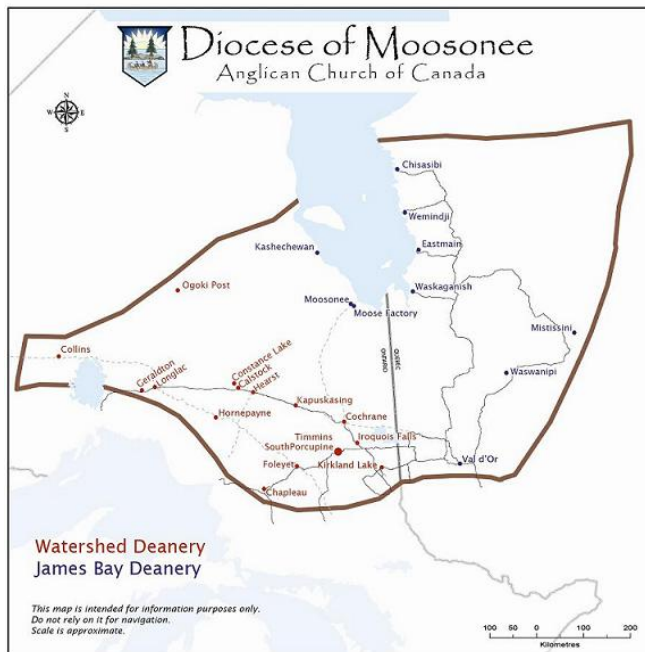 Diocese of Moosonee
Anglican Church of Canada
N
W
E
S
Chisasibi
Wemindji
Kashechewan
Eastmain
Ogoki Post
Waskaganish
Moosonee
Moose Factory
Mistissini
ONTARIO
QUEBEC
Collins
Waswanipi
Geraldton
Longlac
Constance Lake
Calstock
Hearst
Kapuskasing
Hornepayne
Cochrane
Timmins
Iroquois Falls
SouthPorcupine
Foleyet
Kirkland Lake
Val d'Or
Chapleau
Watershed Deanery
James Bay Deanery
This map is intended for information purposes only.
Do not rely on it for navigation.
Scale is approximate.
100 50 0 100 200
Kilometres